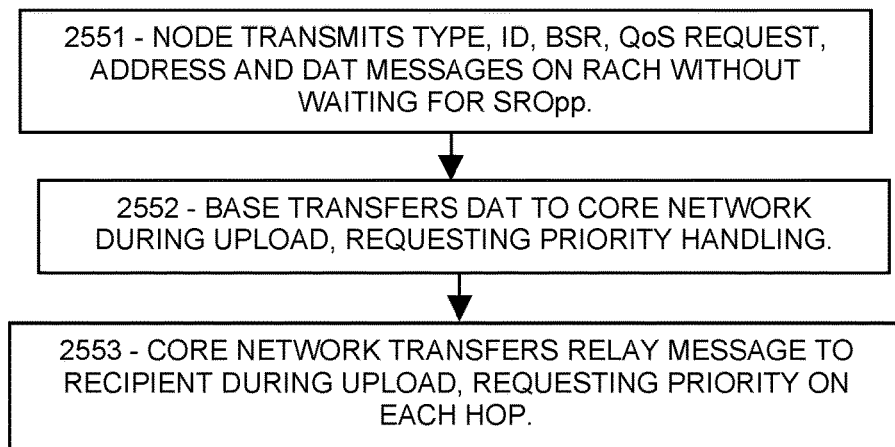 2551 - NODE TRANSMITS TYPE, ID, BSR, QoS REQUEST,
ADDRESS AND DAT MESSAGES ON RACH WITHOUT
WAITING FOR SROpp.
2552 - BASE TRANSFERS DAT TO CORE NETWORK
DURING UPLOAD, REQUESTING PRIORITY HANDLING.
2553 - CORE NETWORK TRANSFERS RELAY MESSAGE TO
RECIPIENT DURING UPLOAD, REQUESTING PRIORITY ON
EACH HOP.